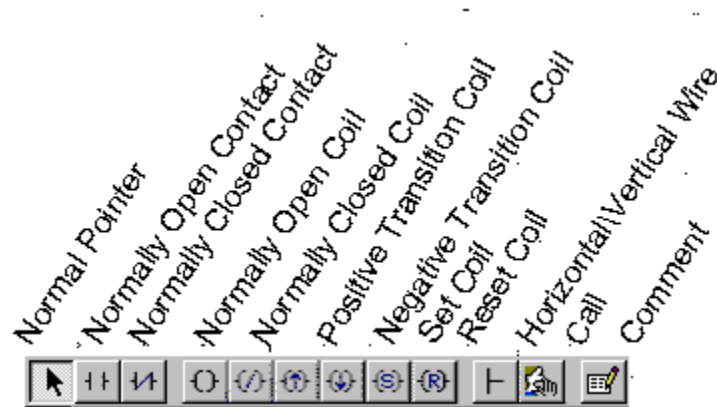 Normal Pointer
Normally Open Contact
Normally Closed Contact
Normally Open Coil
Normally Closed Coil
Positive Transition Coil
Negative Transition Coil
Set Coil
Reset Coil
Horizontal\Vertical Wire
Call
Comment
S
R